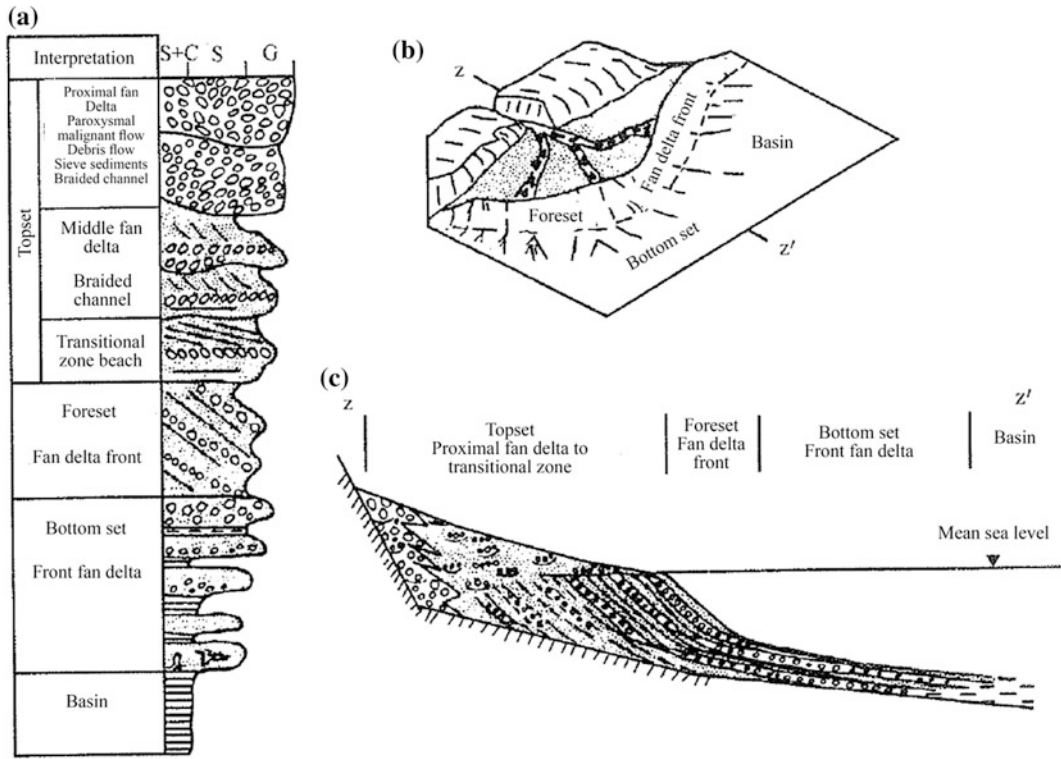 (a)
Interpretation
S+C S G
Topset
Proximal fan
Delta
Paroxysmal
malignant flow
Debris flow
Sieve sediments
Braided channel
Middle fan
delta
Braided
channel
Transitional
zone beach
Foreset
Fan delta front
Bottom set
Front fan delta
Basin
(b)
z
Fan delta front
Basin
Foreset
Bottom set
z'
(c)
z
z'
Topset
Proximal fan delta to
transitional zone
Foreset
Fan delta
front
Bottom set
Front fan delta
Basin
Mean sea level